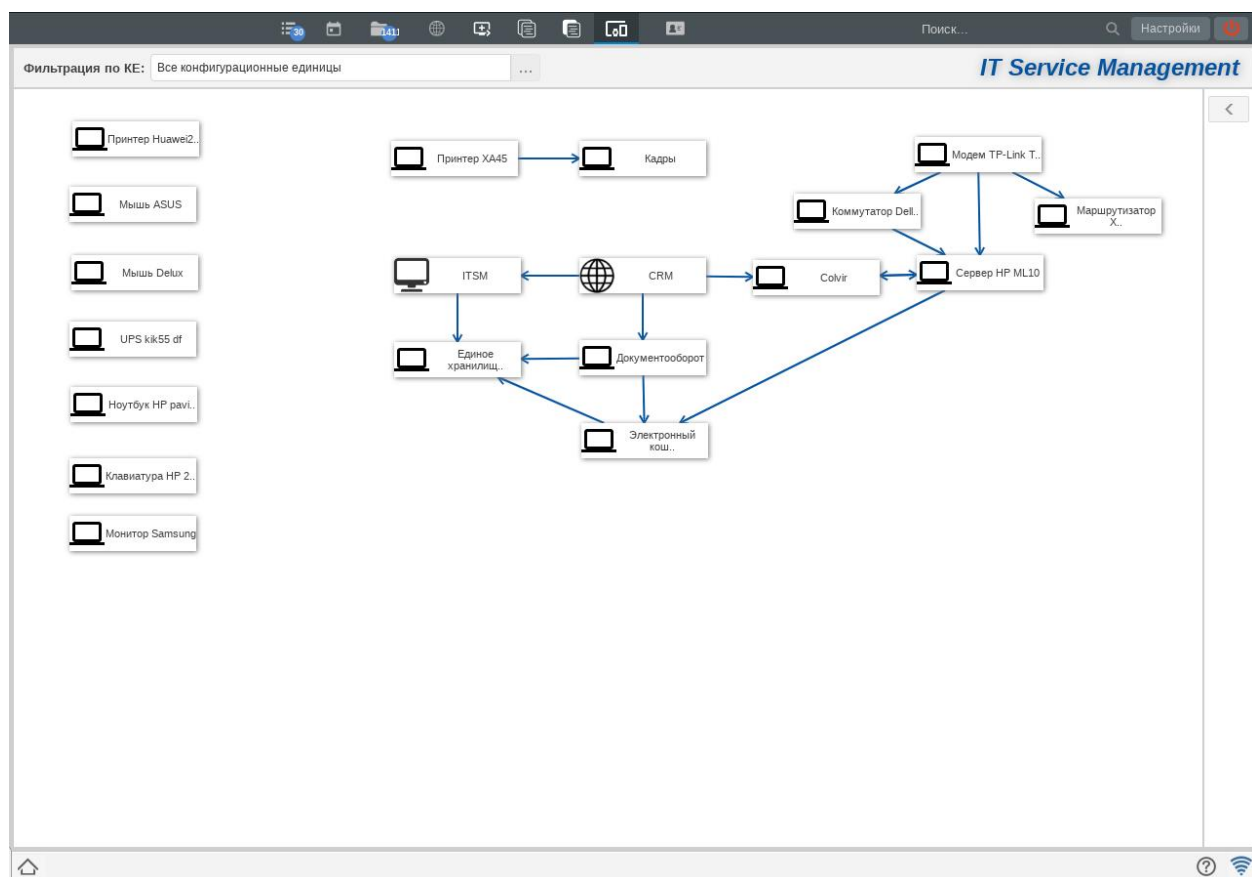 30
1411
Поиск...
Настройки
Фильтрация по КЕ:
Все конфигурационные единицы
...
IT Service Management
Принтер Huawei2..
Мышь ASUS
Мышь Delux
UPS kik55 df
Ноутбук HP pavi..
Клавиатура HP 2..
Монитор Samsung
Принтер XA45
Кадры
Модем TP-Link T..
Коммутатор Dell..
Маршрутизатор
X..
ITSM
CRM
Colvir
Сервер HP ML10
Единое
хранилищ..
Документооборот
Электронный
кош..